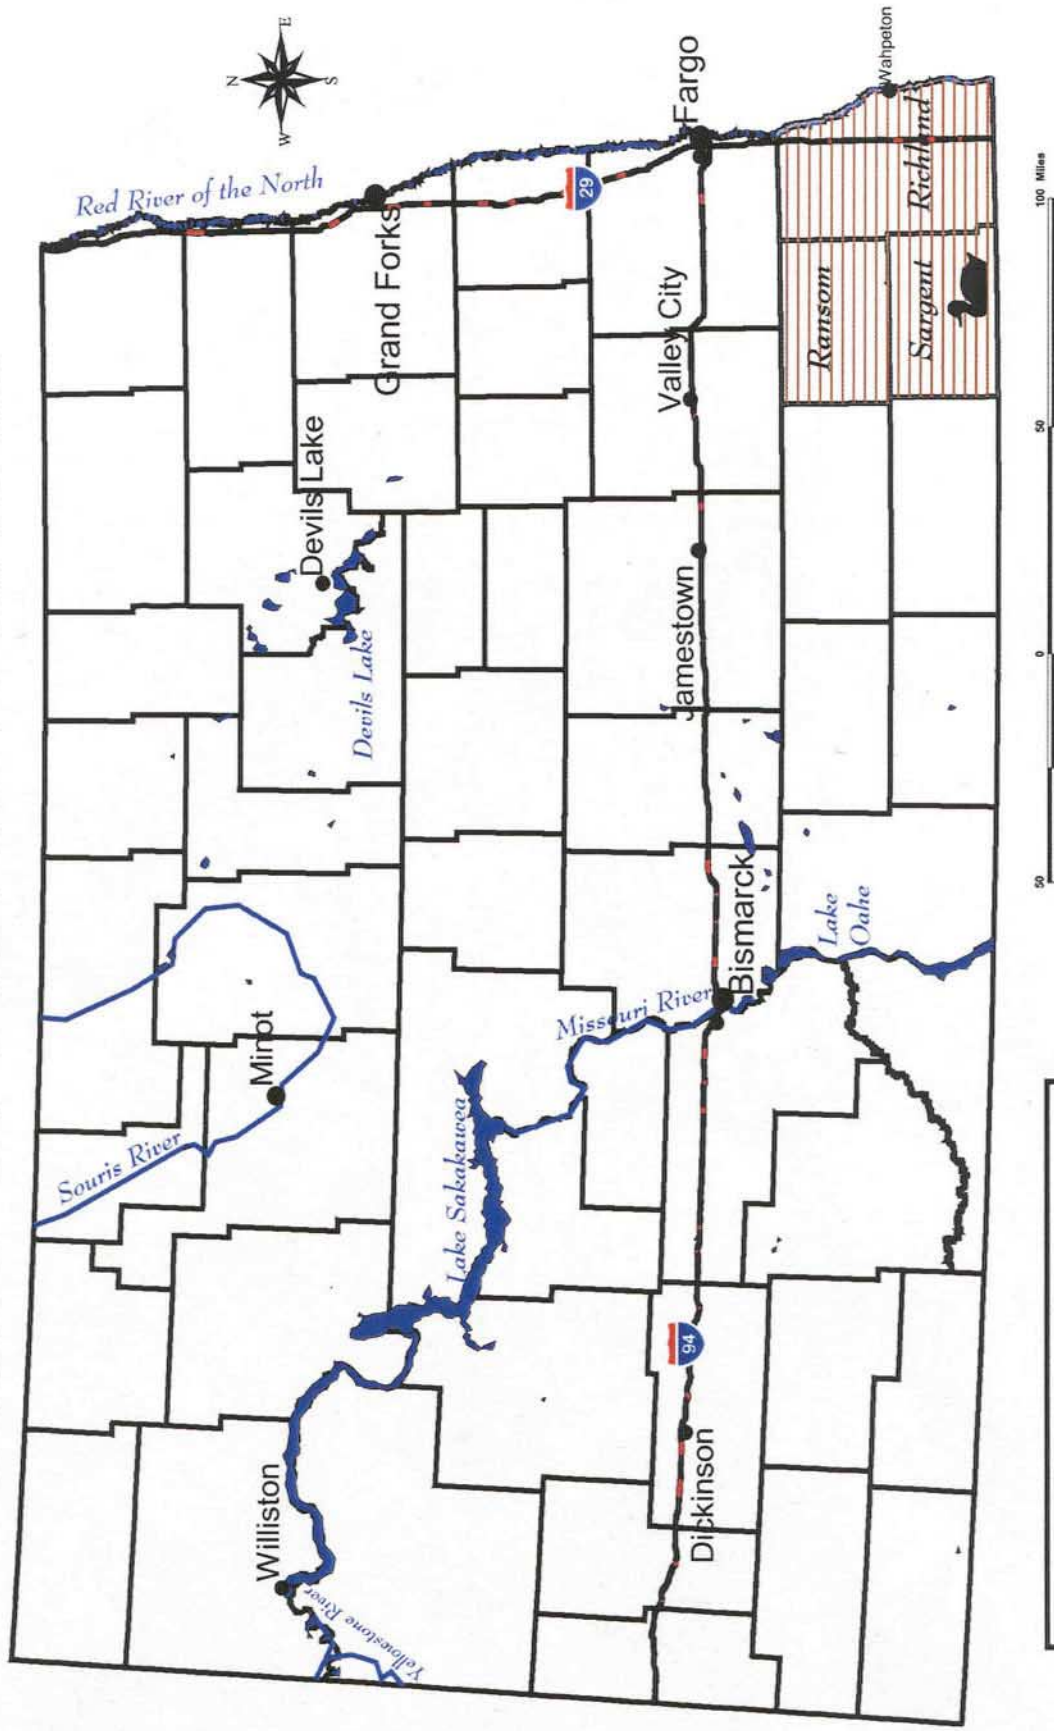 N
E
S
W
Red River of the North
Grand Forks
29
Fargo
Wahpeton
Richland
Ransom
Sargent
Valley City
Devils Lake
Devils Lake
Jamestown
Bismarck
Lake
Oahe
Missouri River
Minot
Souris River
Lake Sakakawea
94
Williston
Yellowstone River
Dickinson
50
0
50
100 Miles